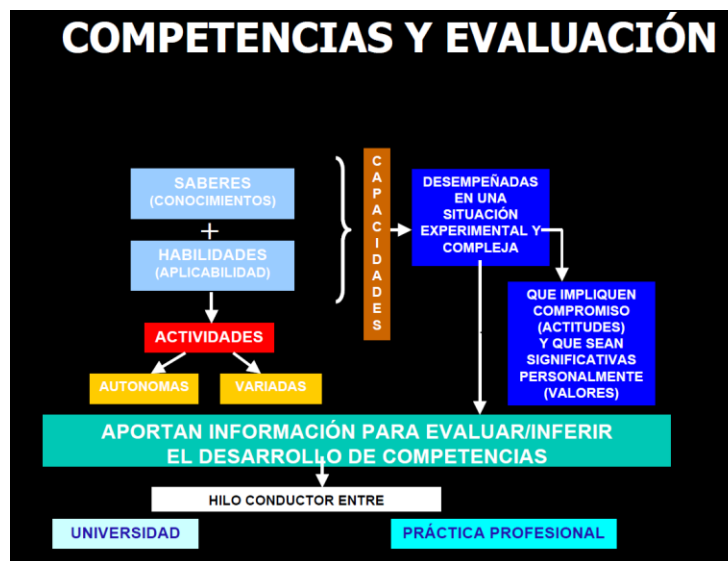 COMPETENCIAS Y EVALUACIÓN
SABERES
(CONOCIMIENTOS)
+
HABILIDADES
(APLICABILIDAD)
ACTIVIDADES
AUTONOMAS
VARIADAS
CAPACIDADES
DESEMPEÑADAS
EN UNA
SITUACIÓN
EXPERIMENTAL Y
COMPLEJA
QUE IMPLIQUEN
COMPROMISO
(ACTITUDES)
Y QUE SEAN
SIGNIFICATIVAS
PERSONALMENTE
(VALORES)
APORTAN INFORMACIÓN PARA EVALUAR/INFERIR
EL DESARROLLO DE COMPETENCIAS
HILO CONDUCTOR ENTRE
UNIVERSIDAD
PRÁCTICA PROFESIONAL